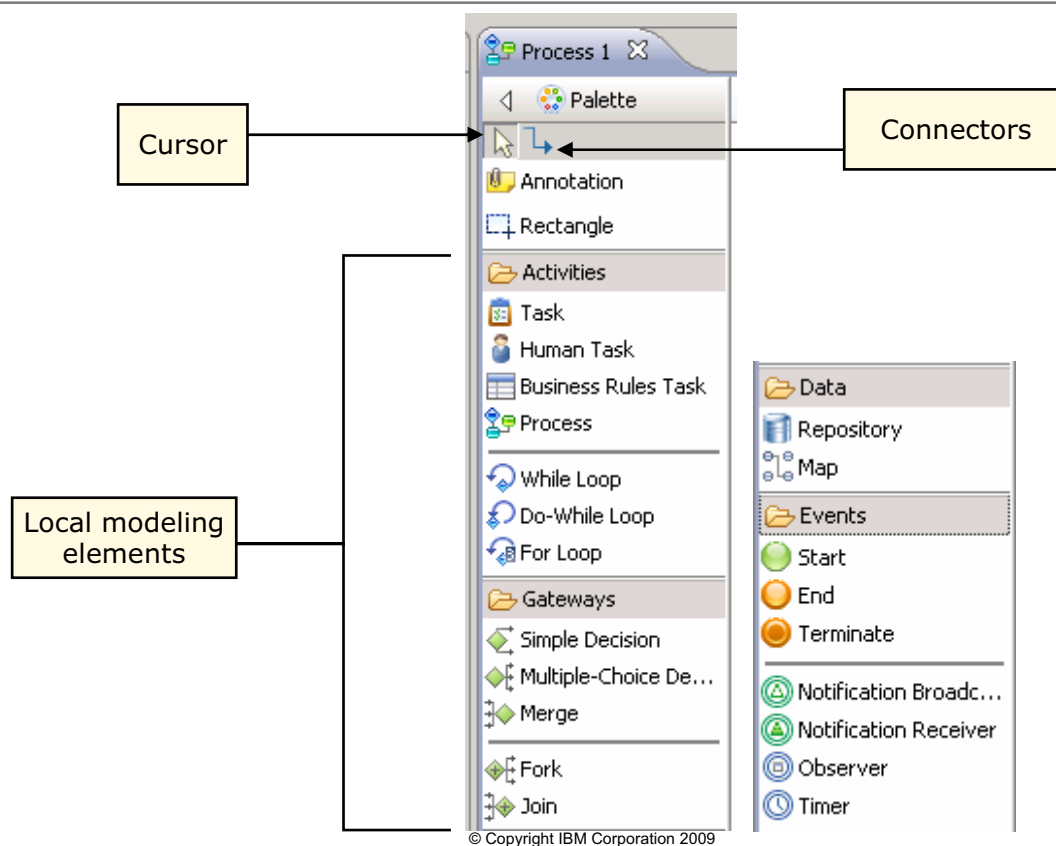 Process 1
Palette
Cursor
Connectors
Annotation
Rectangle
Activities
Task
Human Task
Business Rules Task
Process
While Loop
Do-While Loop
For Loop
Local modeling
elements
Gateways
Simple Decision
Multiple-Choice De...
Merge
Fork
Join
Data
Repository
Map
Events
Start
End
Terminate
Notification Broadc...
Notification Receiver
Observer
Timer
© Copyright IBM Corporation 2009